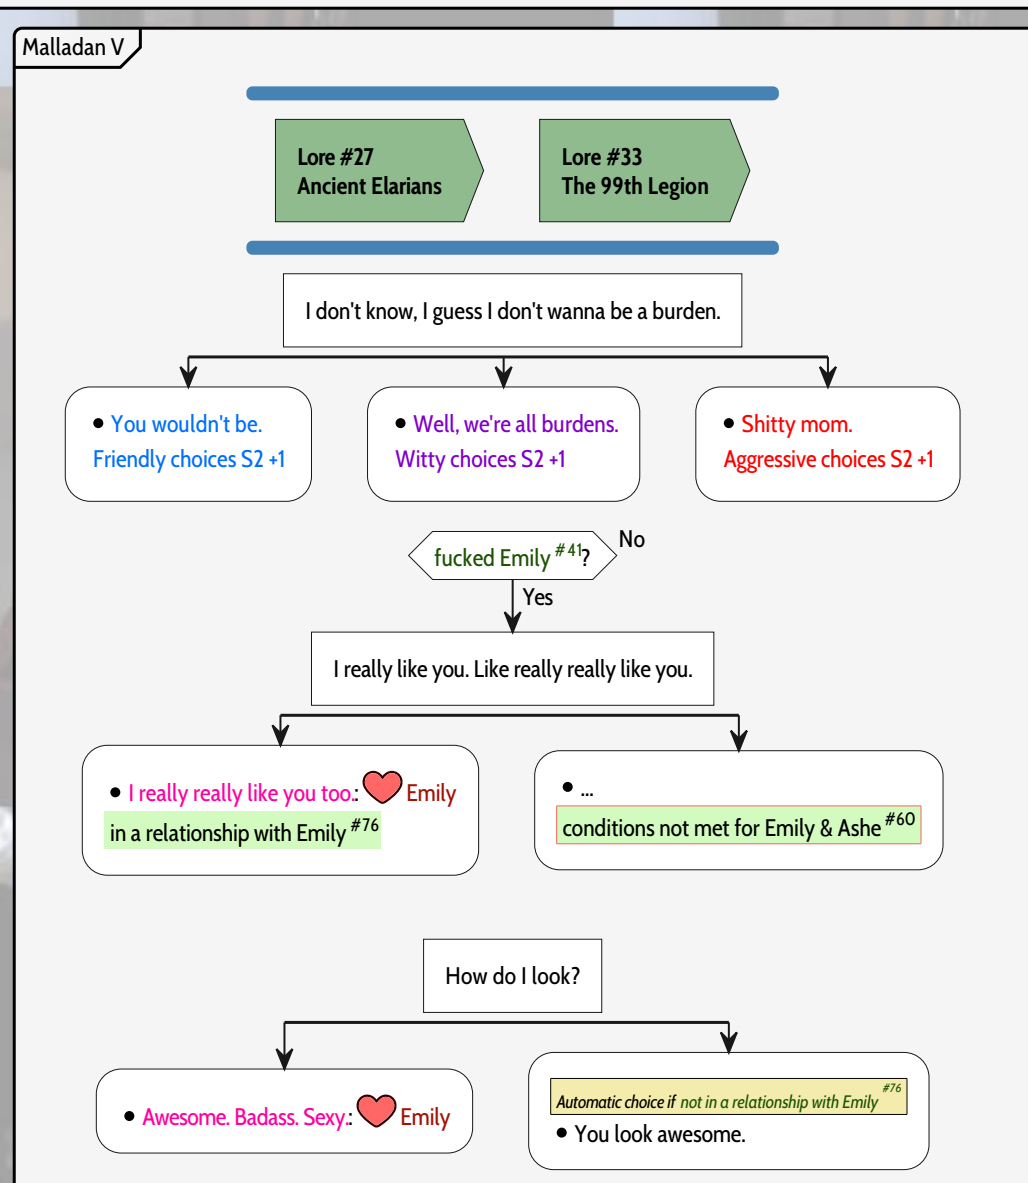 Malladan V
Lore #27
Ancient Elarians
Lore #33
The 99th Legion
I don't know, I guess I don't wanna be a burden.
● You wouldn't be.
Friendly choices S2 +1
● Well, we're all burdens.
Witty choices S2 +1
● Shitty mom.
Aggressive choices S2 +1
fucked Emily #41?
No
Yes
I really like you. Like really really like you.
● I really really like you too.: Emily
in a relationship with Emily #76
● ...
conditions not met for Emily & Ashe #60
How do I look?
● Awesome. Badass. Sexy.: Emily
Automatic choice if not in a relationship with Emily #76
● You look awesome.